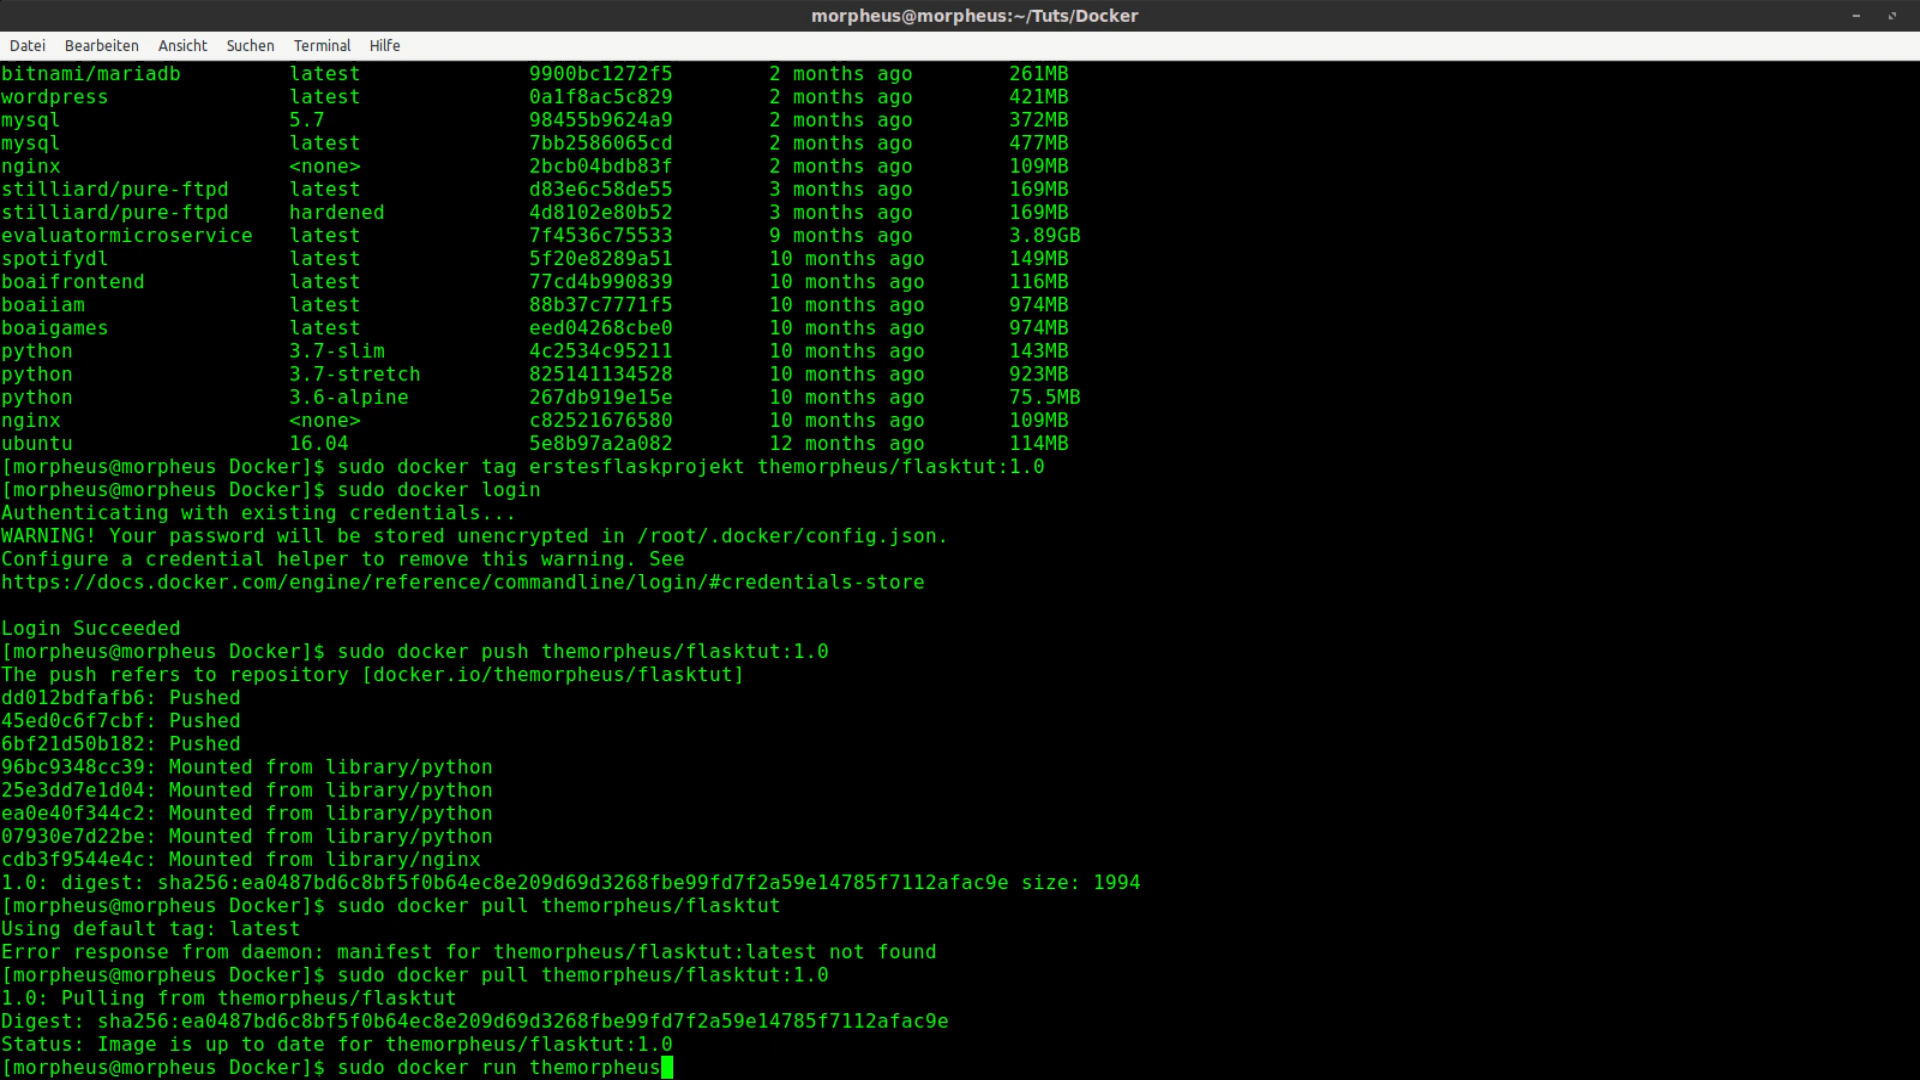 morpheus@morpheus:~/Tuts/Docker
Datei Bearbeiten Ansicht Suchen Terminal Hilfe
bitnami/mariadb latest 9900bc1272f5 2 months ago 261MB
wordpress latest 0a1f8ac5c829 2 months ago 421MB
mysql 5.7 98455b9624a9 2 months ago 372MB
mysql latest 7bb2586065cd 2 months ago 477MB
nginx <none> 2bcb04bdb83f 2 months ago 109MB
stilliard/pure-ftpd latest d83e6c58de55 3 months ago 169MB
stilliard/pure-ftpd hardened 4d8102e80b52 3 months ago 169MB
evaluatormicroservice latest 7f4536c75533 9 months ago 3.89GB
spotifydl latest 5f20e8289a51 10 months ago 149MB
boaifrontend latest 77cd4b990839 10 months ago 116MB
boaiiam latest 88b37c7771f5 10 months ago 974MB
boaigames latest eed04268cbe0 10 months ago 974MB
python 3.7-slim 4c2534c95211 10 months ago 143MB
python 3.7-stretch 825141134528 10 months ago 923MB
python 3.6-alpine 267db919e15e 10 months ago 75.5MB
nginx <none> c82521676580 10 months ago 109MB
ubuntu 16.04 5e8b97a2a082 12 months ago 114MB
[morpheus@morpheus Docker]$ sudo docker tag erstesflaskprojekt themorpheus/flasktut:1.0
[morpheus@morpheus Docker]$ sudo docker login
Authenticating with existing credentials...
WARNING! Your password will be stored unencrypted in /root/.docker/config.json.
Configure a credential helper to remove this warning. See
https://docs.docker.com/engine/reference/commandline/login/#credentials-store
Login Succeeded
[morpheus@morpheus Docker]$ sudo docker push themorpheus/flasktut:1.0
The push refers to repository [docker.io/themorpheus/flasktut]
dd012bdfafb6: Pushed
45ed0c6f7cbf: Pushed
6bf21d50b182: Pushed
96bc9348cc39: Mounted from library/python
25e3dd7e1d04: Mounted from library/python
ea0e40f344c2: Mounted from library/python
07930e7d22be: Mounted from library/python
cdb3f9544e4c: Mounted from library/nginx
1.0: digest: sha256:ea0487bd6c8bf5f0b64ec8e209d69d3268fbe99fd7f2a59e14785f7112afac9e size: 1994
[morpheus@morpheus Docker]$ sudo docker pull themorpheus/flasktut
Using default tag: latest
Error response from daemon: manifest for themorpheus/flasktut:latest not found
[morpheus@morpheus Docker]$ sudo docker pull themorpheus/flasktut:1.0
1.0: Pulling from themorpheus/flasktut
Digest: sha256:ea0487bd6c8bf5f0b64ec8e209d69d3268fbe99fd7f2a59e14785f7112afac9e
Status: Image is up to date for themorpheus/flasktut:1.0
[morpheus@morpheus Docker]$ sudo docker run themorpheus